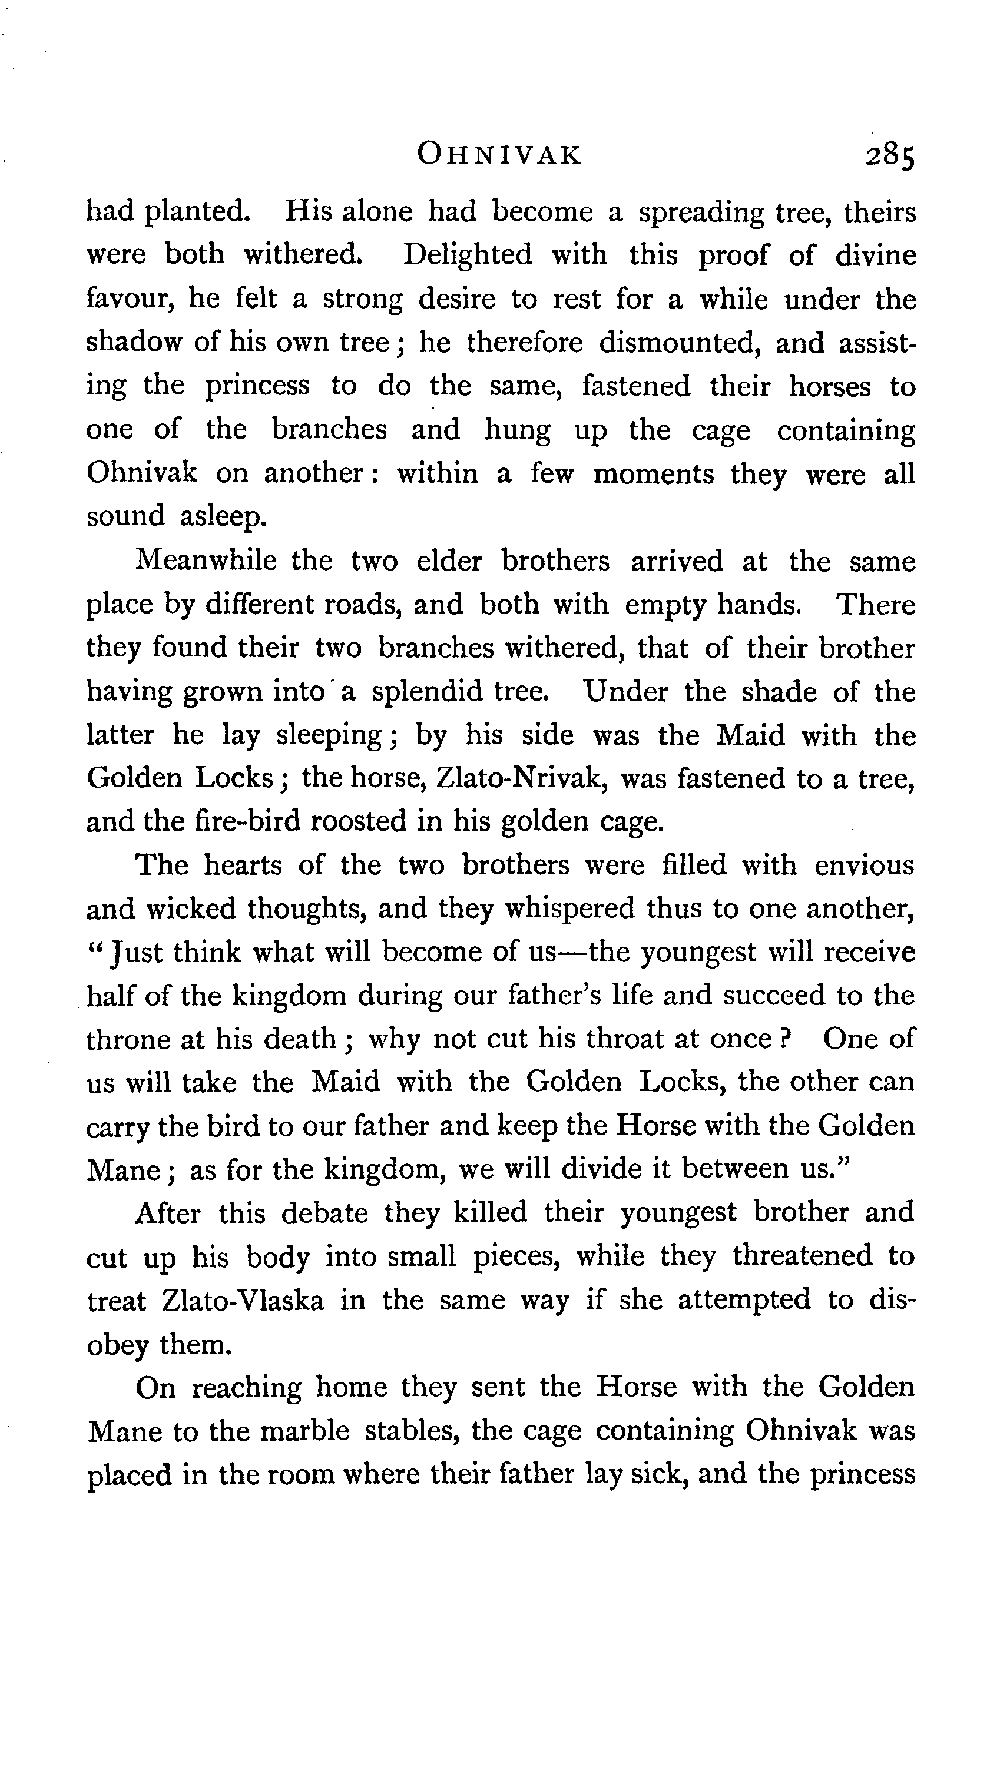 OHNIVAK 285
had planted. His alone had become a spreading tree, theirs
were both withered. Delighted with this proof of divine
favour, he felt a strong desire to rest for a while under the
shadow of his own tree; he therefore dismounted, and assist-
ing the princess to do the same, fastened their horses to
one of the branches and hung up the cage containing
Ohnivak on another: within a few moments they were all
sound asleep.
Meanwhile the two elder brothers arrived at the same
place by different roads, and both with empty hands. There
they found their two branches withered, that of their brother
having grown into a splendid tree. Under the shade of the
latter he lay sleeping; by his side was the Maid with the
Golden Locks; the horse, Zlato-Nrivak, was fastened to a tree,
and the fire-bird roosted in his golden cage.
The hearts of the two brothers were filled with envious
and wicked thoughts, and they whispered thus to one another,
“Just think what will become of us—the youngest will receive
half of the kingdom during our father's life and succeed to the
throne at his death; why not cut his throat at once? One of
us will take the Maid with the Golden Locks, the other can
carry the bird to our father and keep the Horse with the Golden
Mane; as for the kingdom, we will divide it between us.”
After this debate they killed their youngest brother and
cut up his body into small pieces, while they threatened to
treat Zlato-Vlaska in the same way if she attempted to dis-
obey them.
On reaching home they sent the Horse with the Golden
Mane to the marble stables, the cage containing Ohnivak was
placed in the room where their father lay sick, and the princess